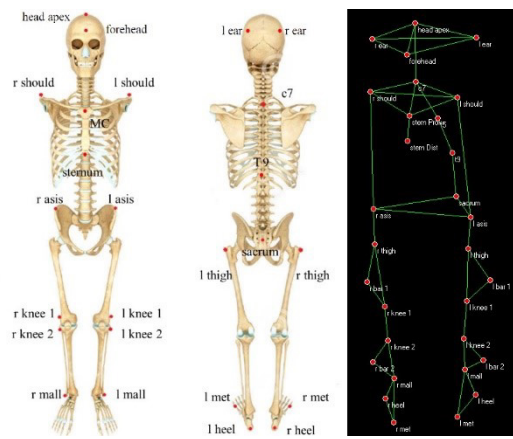 head apex
forehead
r should
l should
MC
sternum
r asis
l asis
r knee 1
l knee 1
r knee 2
l knee 2
r mall
l mall
l ear
r ear
c7
T9
sacrum
l thigh
r thigh
l met
r met
l heel
r heel
head apex
r ear
l ear
forehead
c7
r should
l should
stern Prox
stern Dist
t9
sacrum
r asis
l asis
r thigh
l thigh
r bar 1
l bar 1
r knee 1
l knee 1
r knee 2
l knee 2
r bar 2
l bar 2
r mall
l mall
r heel
l heel
r met
l met